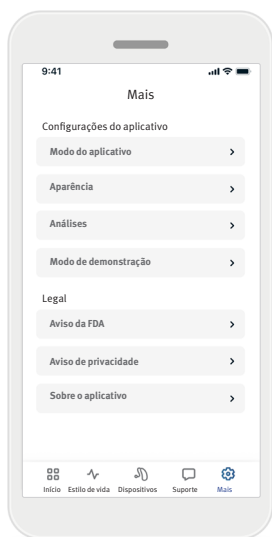 9:41
Mais
Configurações do aplicativo
Modo do aplicativo
Aparência
Análises
Modo de demonstração
Legal
Aviso da FDA
Aviso de privacidade
Sobre o aplicativo
Início Estilo de vida Dispositivos Suporte Mais